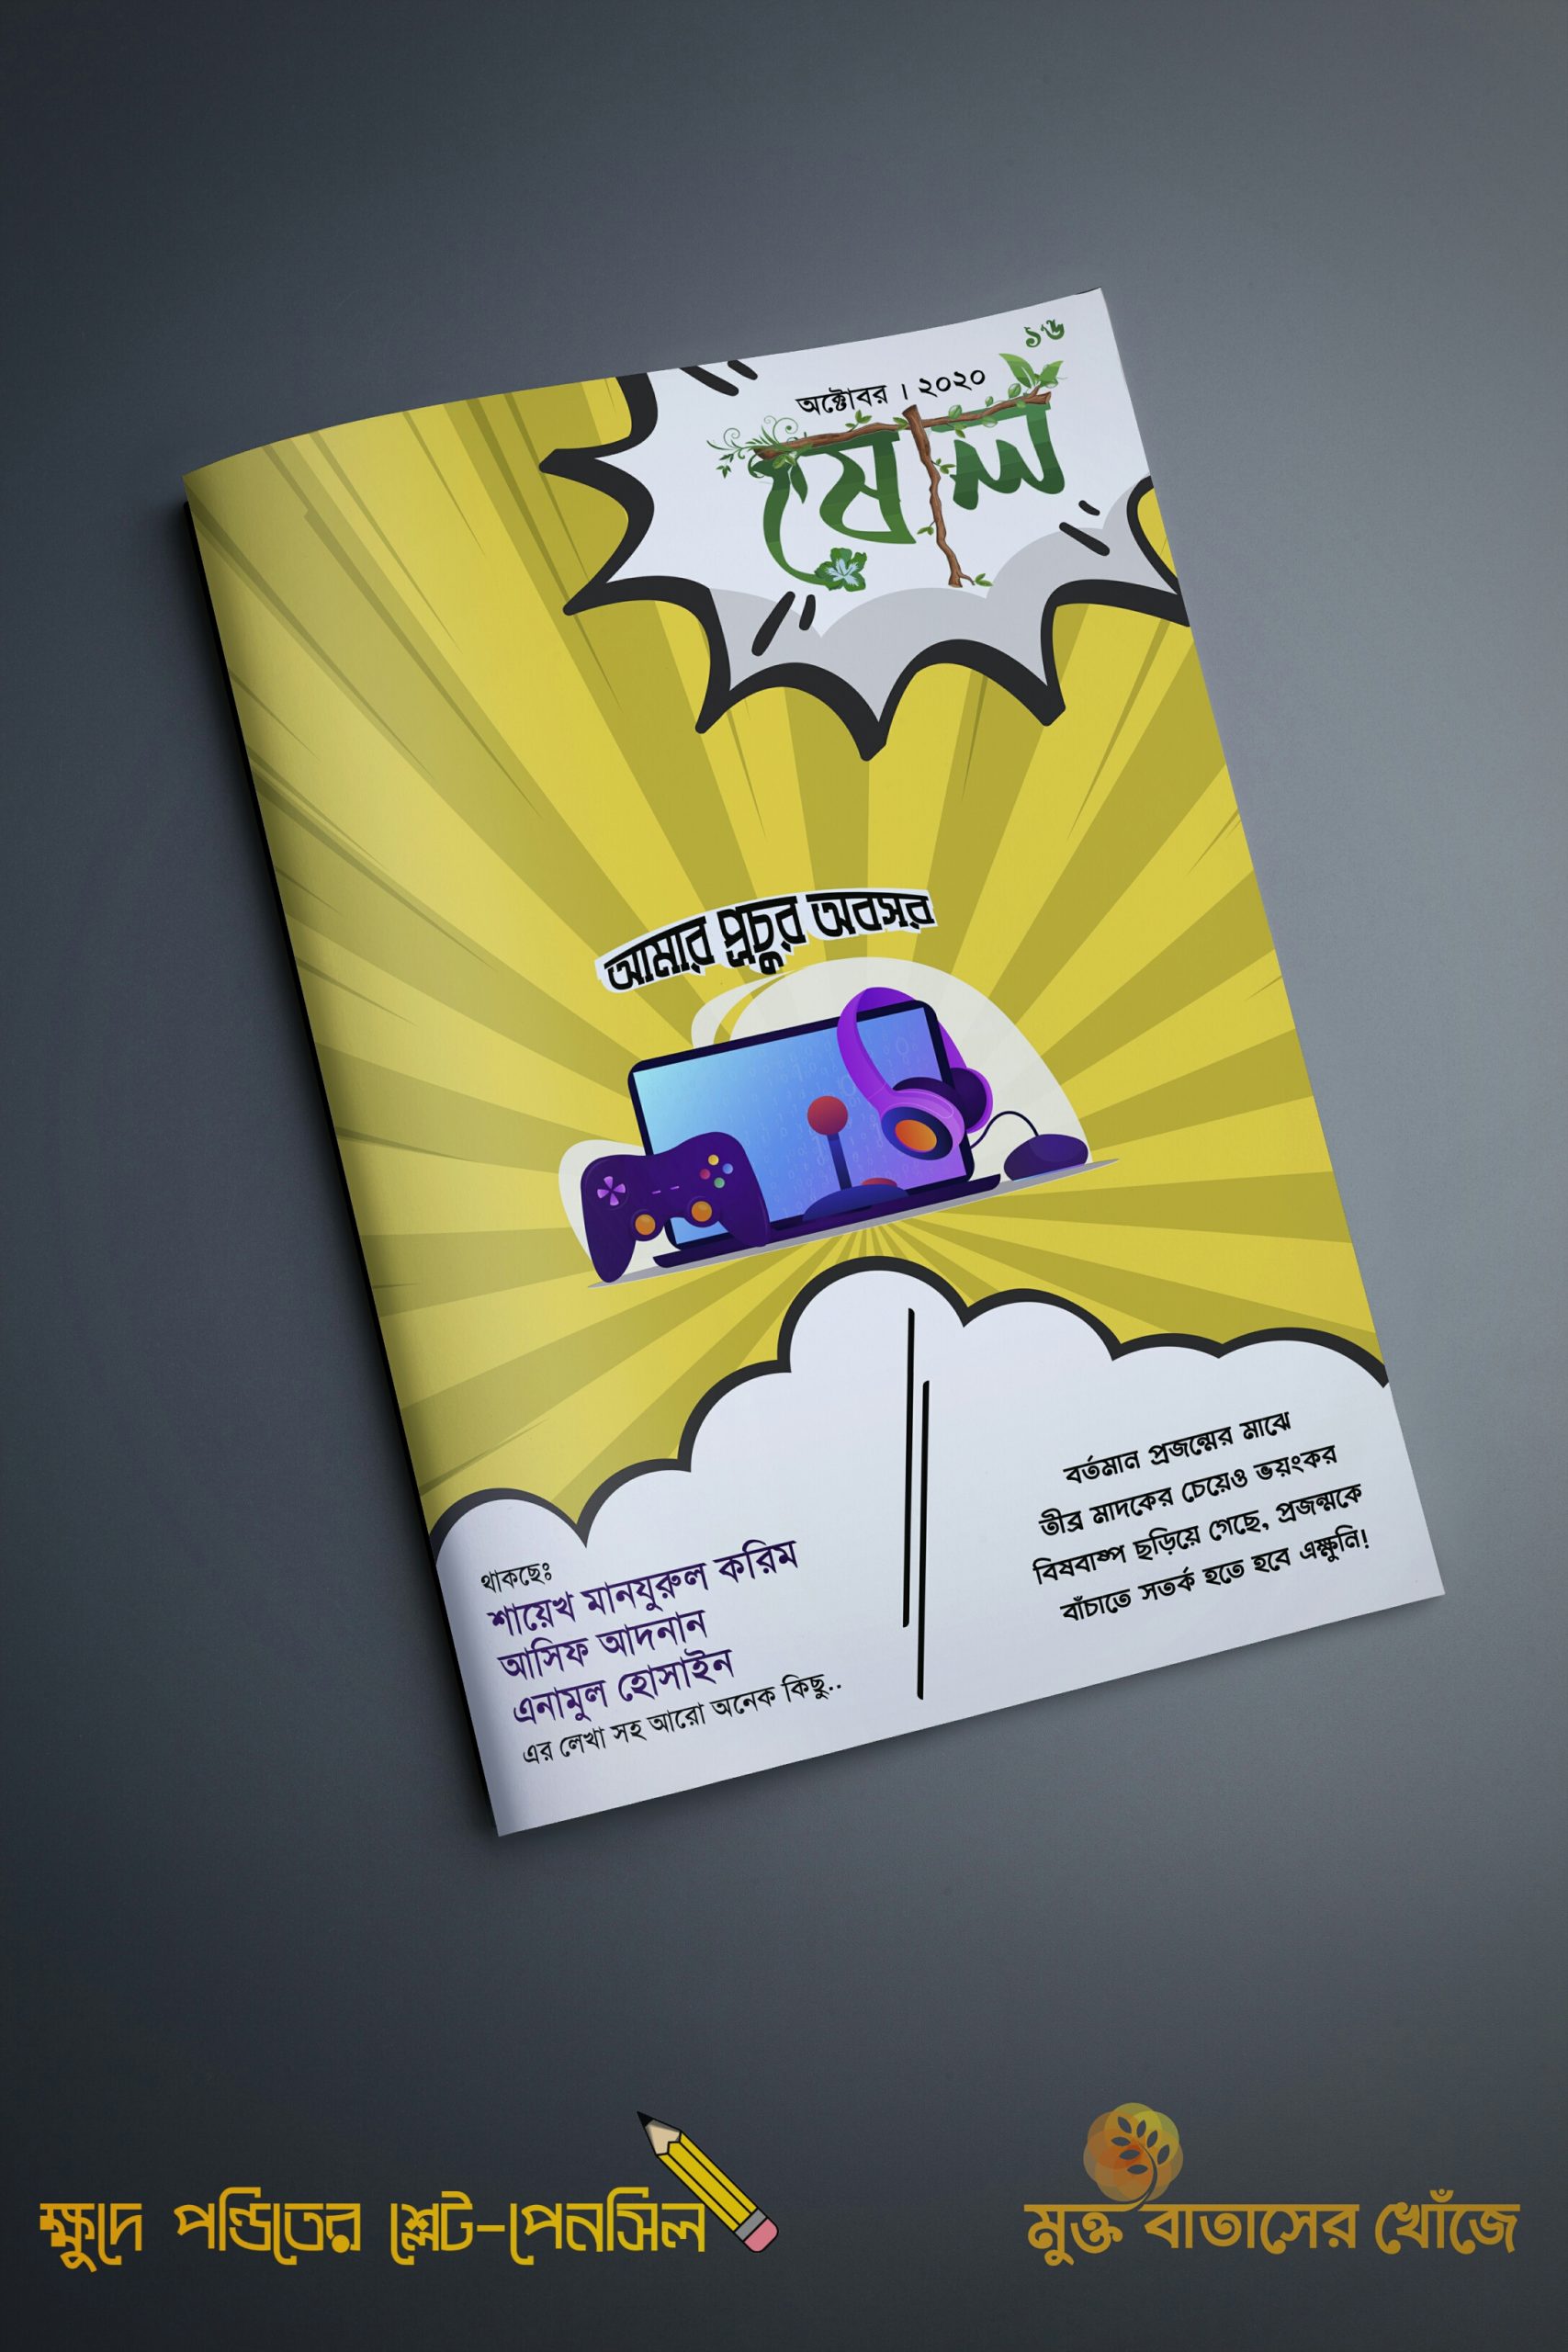 ১৬
অক্টোবর । ২০২০
ষোল
আমার প্রচুর অবসর
থাকছেঃ
শায়েখ মানযুরুল করিম
আসিফ আদনান
এনামুল হোসাইন
এর লেখা সহ আরো অনেক কিছু..
বর্তমান প্রজন্মের মাঝে
তীব্র মাদকের চেয়েও ভয়ংকর
বিষবাষ্প ছড়িয়ে গেছে, প্রজন্মকে
বাঁচাতে সতর্ক হতে হবে এক্ষুনি!
ক্ষুদে পণ্ডিতের শ্লেট-পেনসিল
মুক্ত বাতাসের খোঁজে